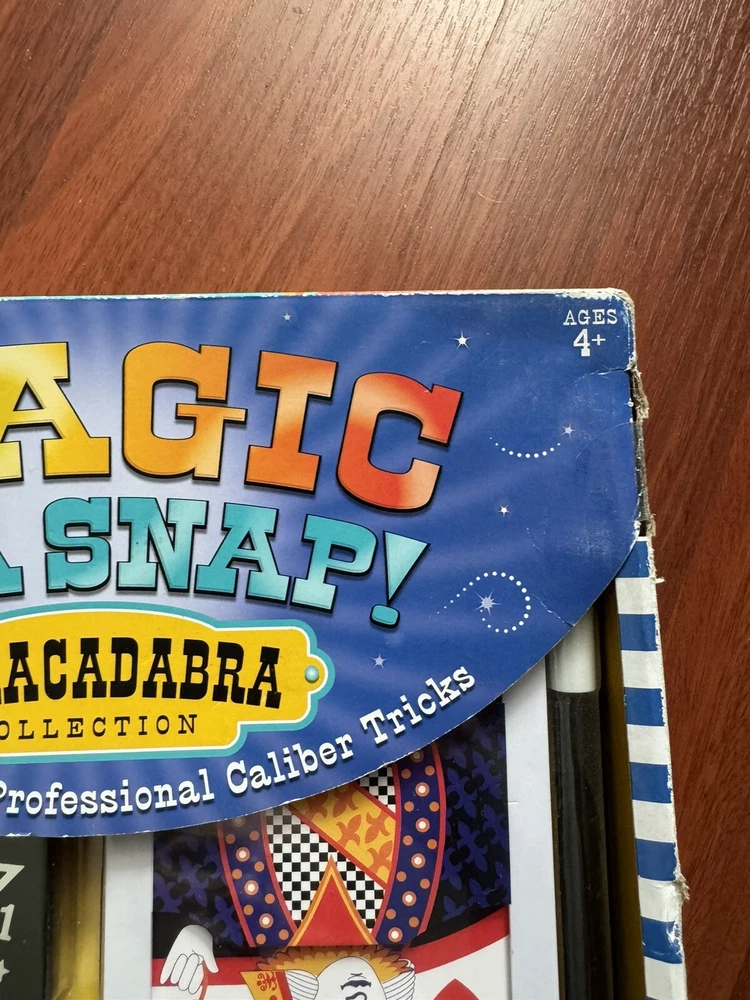 AGES
4+
AGIC
A SNAP!
ACADABRA
OLLECTION
Professional Caliber Tricks